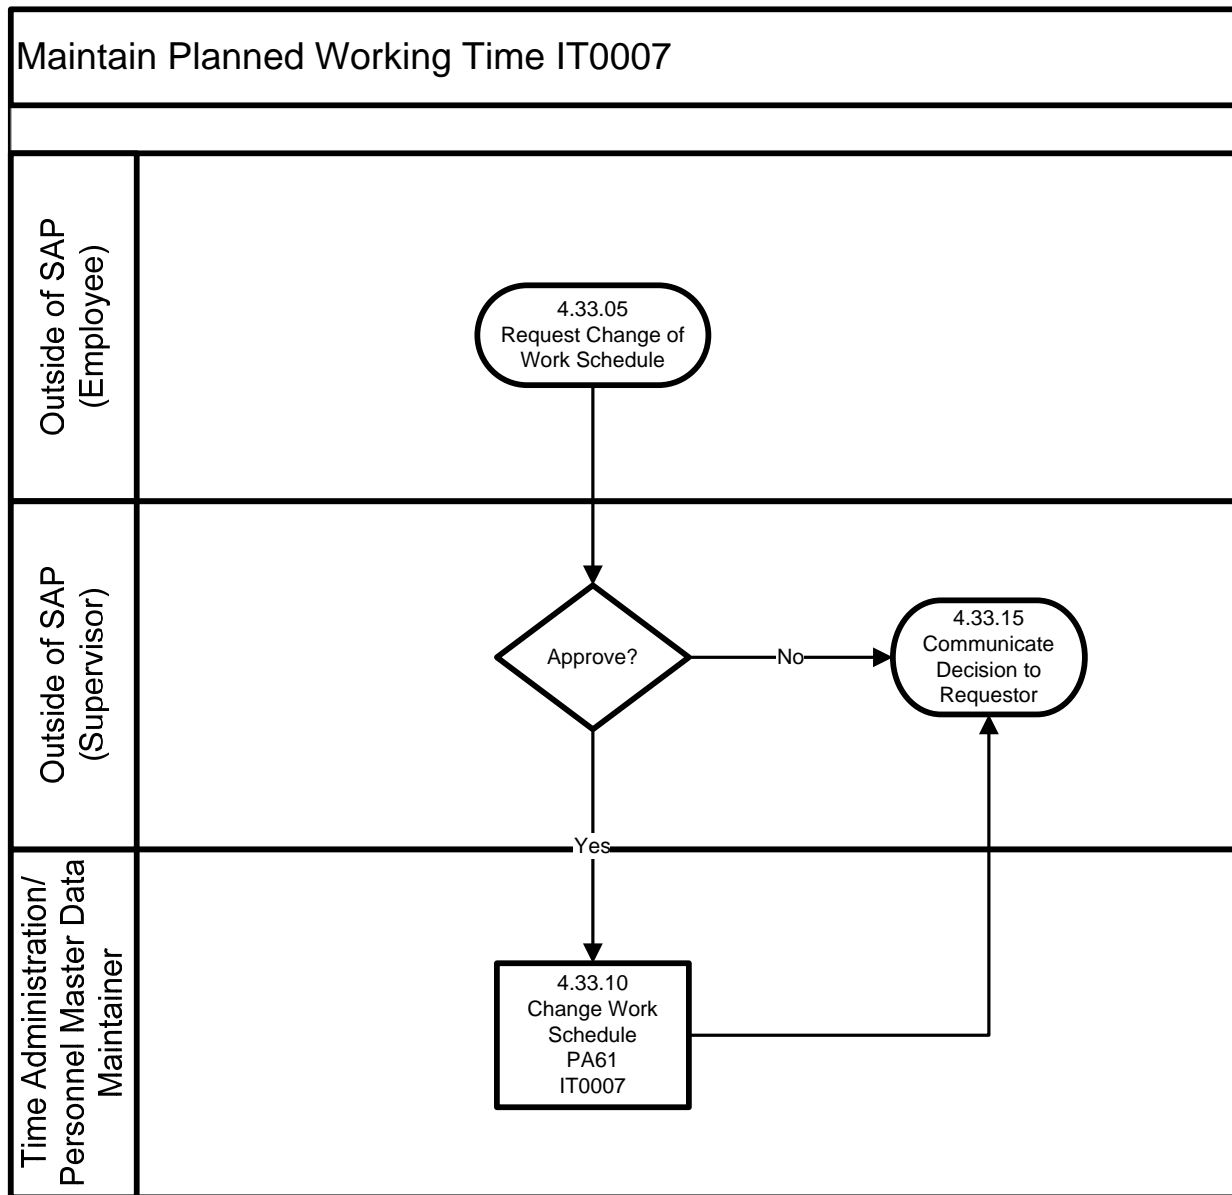 Maintain Planned Working Time IT0007
Outside of SAP
(Employee)
4.33.05
Request Change of
Work Schedule
Outside of SAP
(Supervisor)
Approve?
No
4.33.15
Communicate
Decision to
Requestor
Yes
Time Administration/
Personnel Master Data
Maintainer
4.33.10
Change Work
Schedule
PA61
IT0007